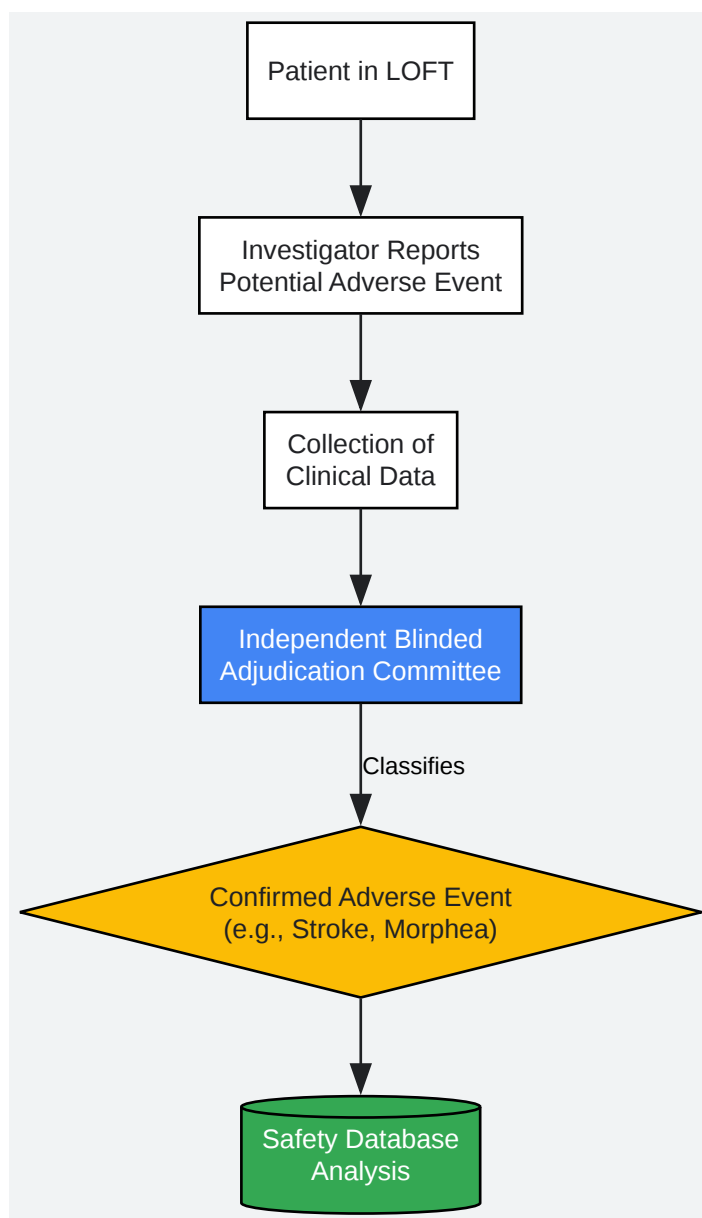 Patient in LOFT
Investigator Reports
Potential Adverse Event
Collection of
Clinical Data
Independent Blinded
Adjudication Committee
Classifies
Confirmed Adverse Event
(e.g., Stroke, Morphea)
Safety Database
Analysis